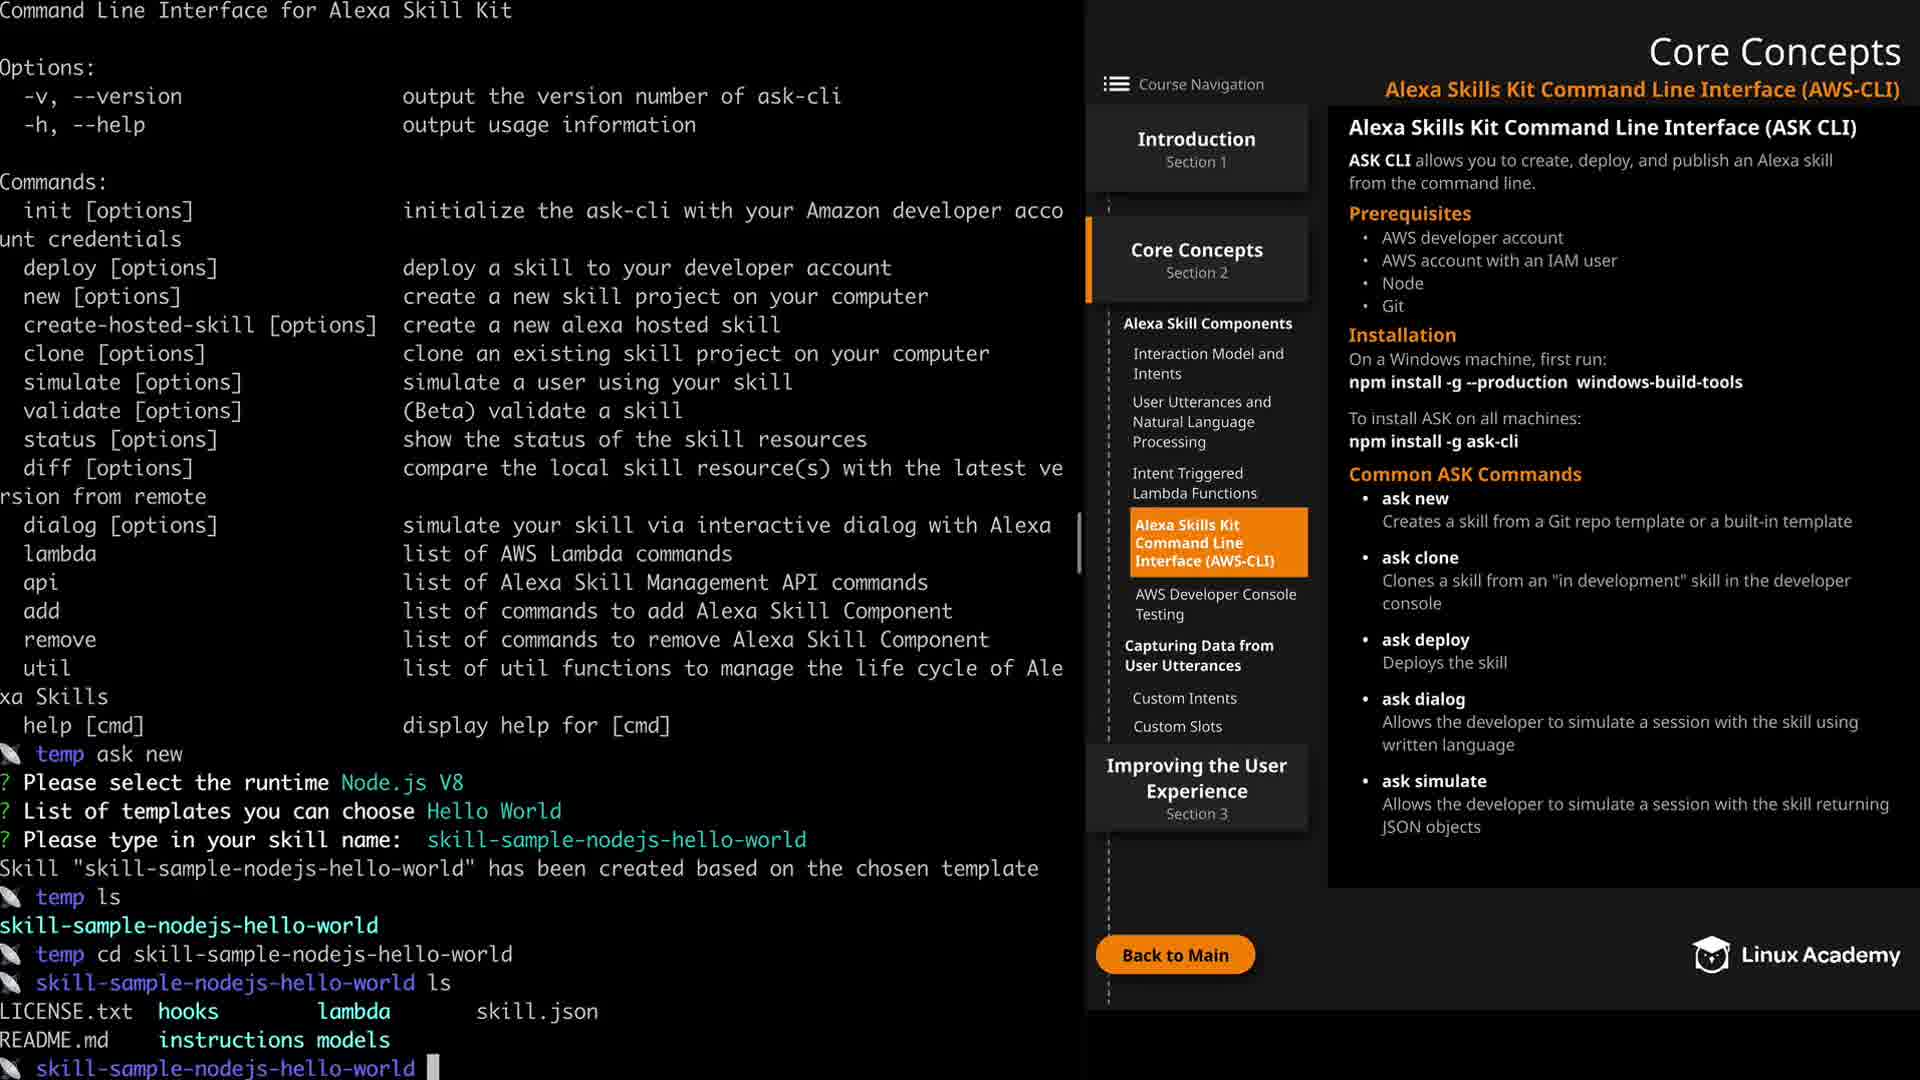 Command Line Interface for Alexa Skill Kit
Options:
-v, --version output the version number of ask-cli
-h, --help output usage information
Commands:
init [options] initialize the ask-cli with your Amazon developer acco
unt credentials
deploy [options] deploy a skill to your developer account
new [options] create a new skill project on your computer
create-hosted-skill [options] create a new alexa hosted skill
clone [options] clone an existing skill project on your computer
simulate [options] simulate a user using your skill
validate [options] (Beta) validate a skill
status [options] show the status of the skill resources
diff [options] compare the local skill resource(s) with the latest ve
rsion from remote
dialog [options] simulate your skill via interactive dialog with Alexa
lambda list of AWS Lambda commands
api list of Alexa Skill Management API commands
add list of commands to add Alexa Skill Component
remove list of commands to remove Alexa Skill Component
util list of util functions to manage the life cycle of Ale
xa Skills
help [cmd] display help for [cmd]
temp ask new
? Please select the runtime Node.js V8
? List of templates you can choose Hello World
? Please type in your skill name: skill-sample-nodejs-hello-world
Skill "skill-sample-nodejs-hello-world" has been created based on the chosen template
temp ls
skill-sample-nodejs-hello-world
temp cd skill-sample-nodejs-hello-world
skill-sample-nodejs-hello-world ls
LICENSE.txt hooks lambda skill.json
README.md instructions models
skill-sample-nodejs-hello-world
Core Concepts
Alexa Skills Kit Command Line Interface (AWS-CLI)
Course Navigation
Introduction
Section 1
Core Concepts
Section 2
Alexa Skill Components
Interaction Model and
Intents
User Utterances and
Natural Language
Processing
Intent Triggered
Lambda Functions
Alexa Skills Kit
Command Line
Interface (AWS-CLI)
AWS Developer Console
Testing
Capturing Data from
User Utterances
Custom Intents
Custom Slots
Improving the User
Experience
Section 3
Back to Main
Alexa Skills Kit Command Line Interface (ASK CLI)
ASK CLI allows you to create, deploy, and publish an Alexa skill
from the command line.
Prerequisites
• AWS developer account
• AWS account with an IAM user
• Node
• Git
Installation
On a Windows machine, first run:
npm install -g --production windows-build-tools
To install ASK on all machines:
npm install -g ask-cli
Common ASK Commands
• ask new
Creates a skill from a Git repo template or a built-in template
• ask clone
Clones a skill from an "in development" skill in the developer
console
• ask deploy
Deploys the skill
• ask dialog
Allows the developer to simulate a session with the skill using
written language
• ask simulate
Allows the developer to simulate a session with the skill returning
JSON objects
Linux Academy